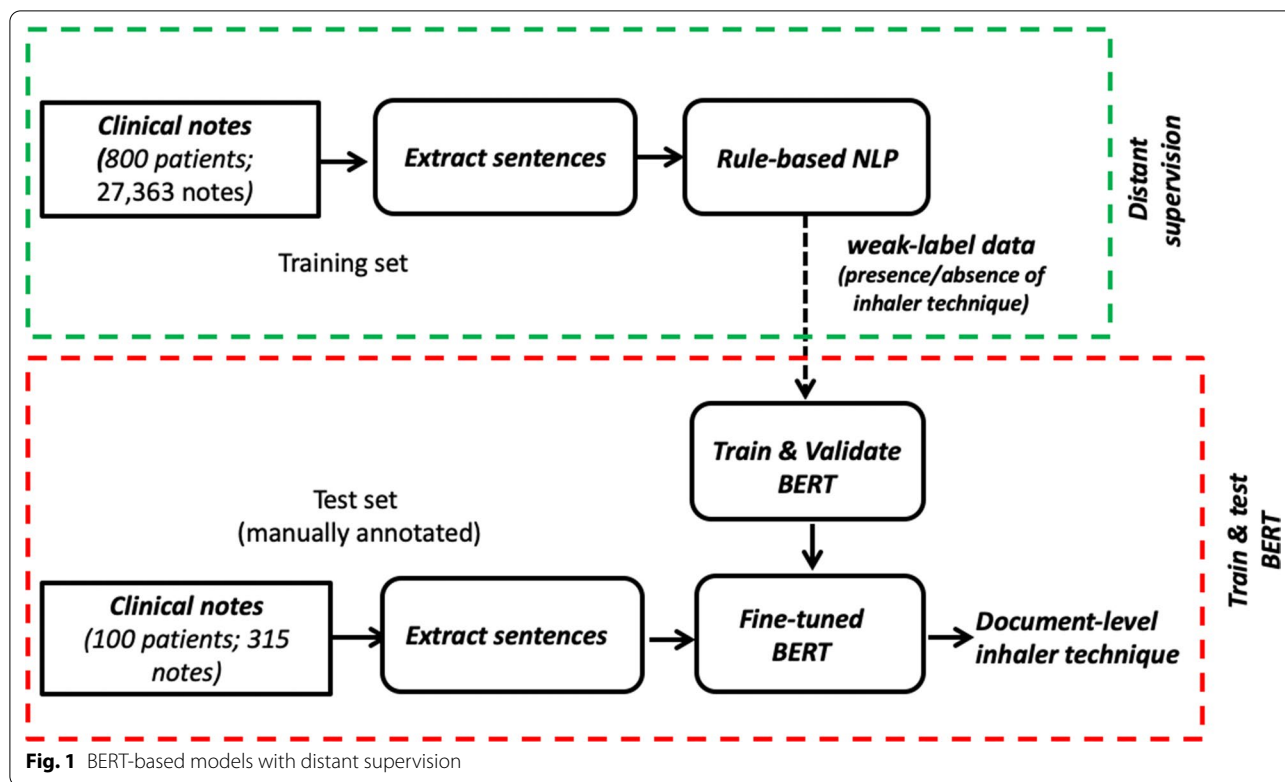 Clinical notes
(800 patients;
27,363 notes)
Extract sentences
Rule-based NLP
Distant
supervision
Training set
weak-label data
(presence/absence of
inhaler technique)
Train & Validate
BERT
Test set
(manually annotated)
Clinical notes
(100 patients; 315
notes)
Extract sentences
Fine-tuned
BERT
Document-level
inhaler technique
Train & test
BERT
Fig. 1 BERT-based models with distant supervision